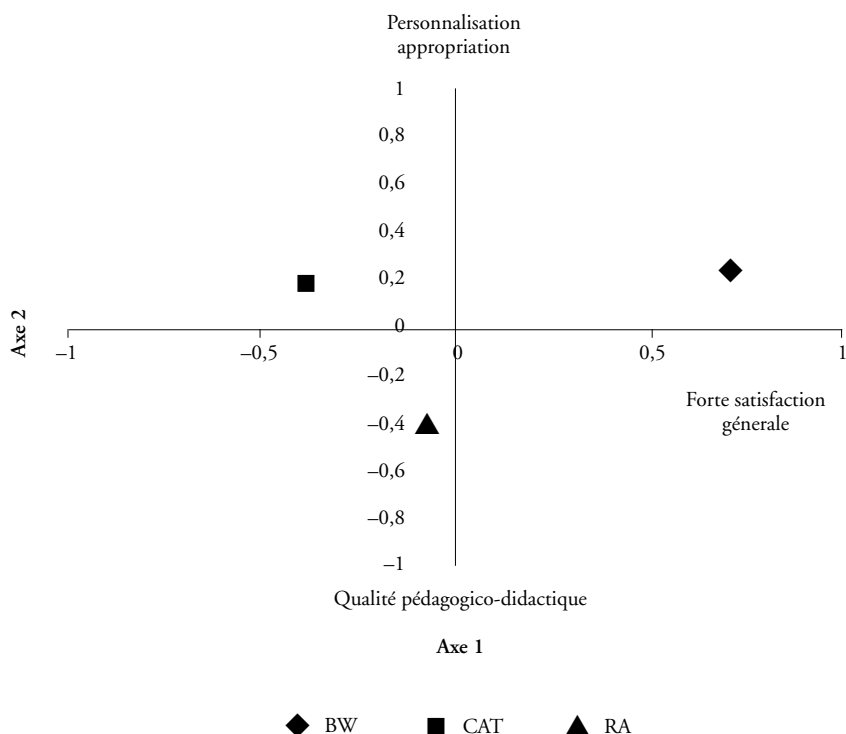 Personnalisation
appropriation
1
0,8
0,6
0,4
0,2
0
–0,2
–0,4
–0,6
–0,8
–1
Axe 2
–1
–0,5
0
0,5
1
Forte satisfaction
génerale
Qualité pédagogico-didactique
Axe 1
BW CAT RA